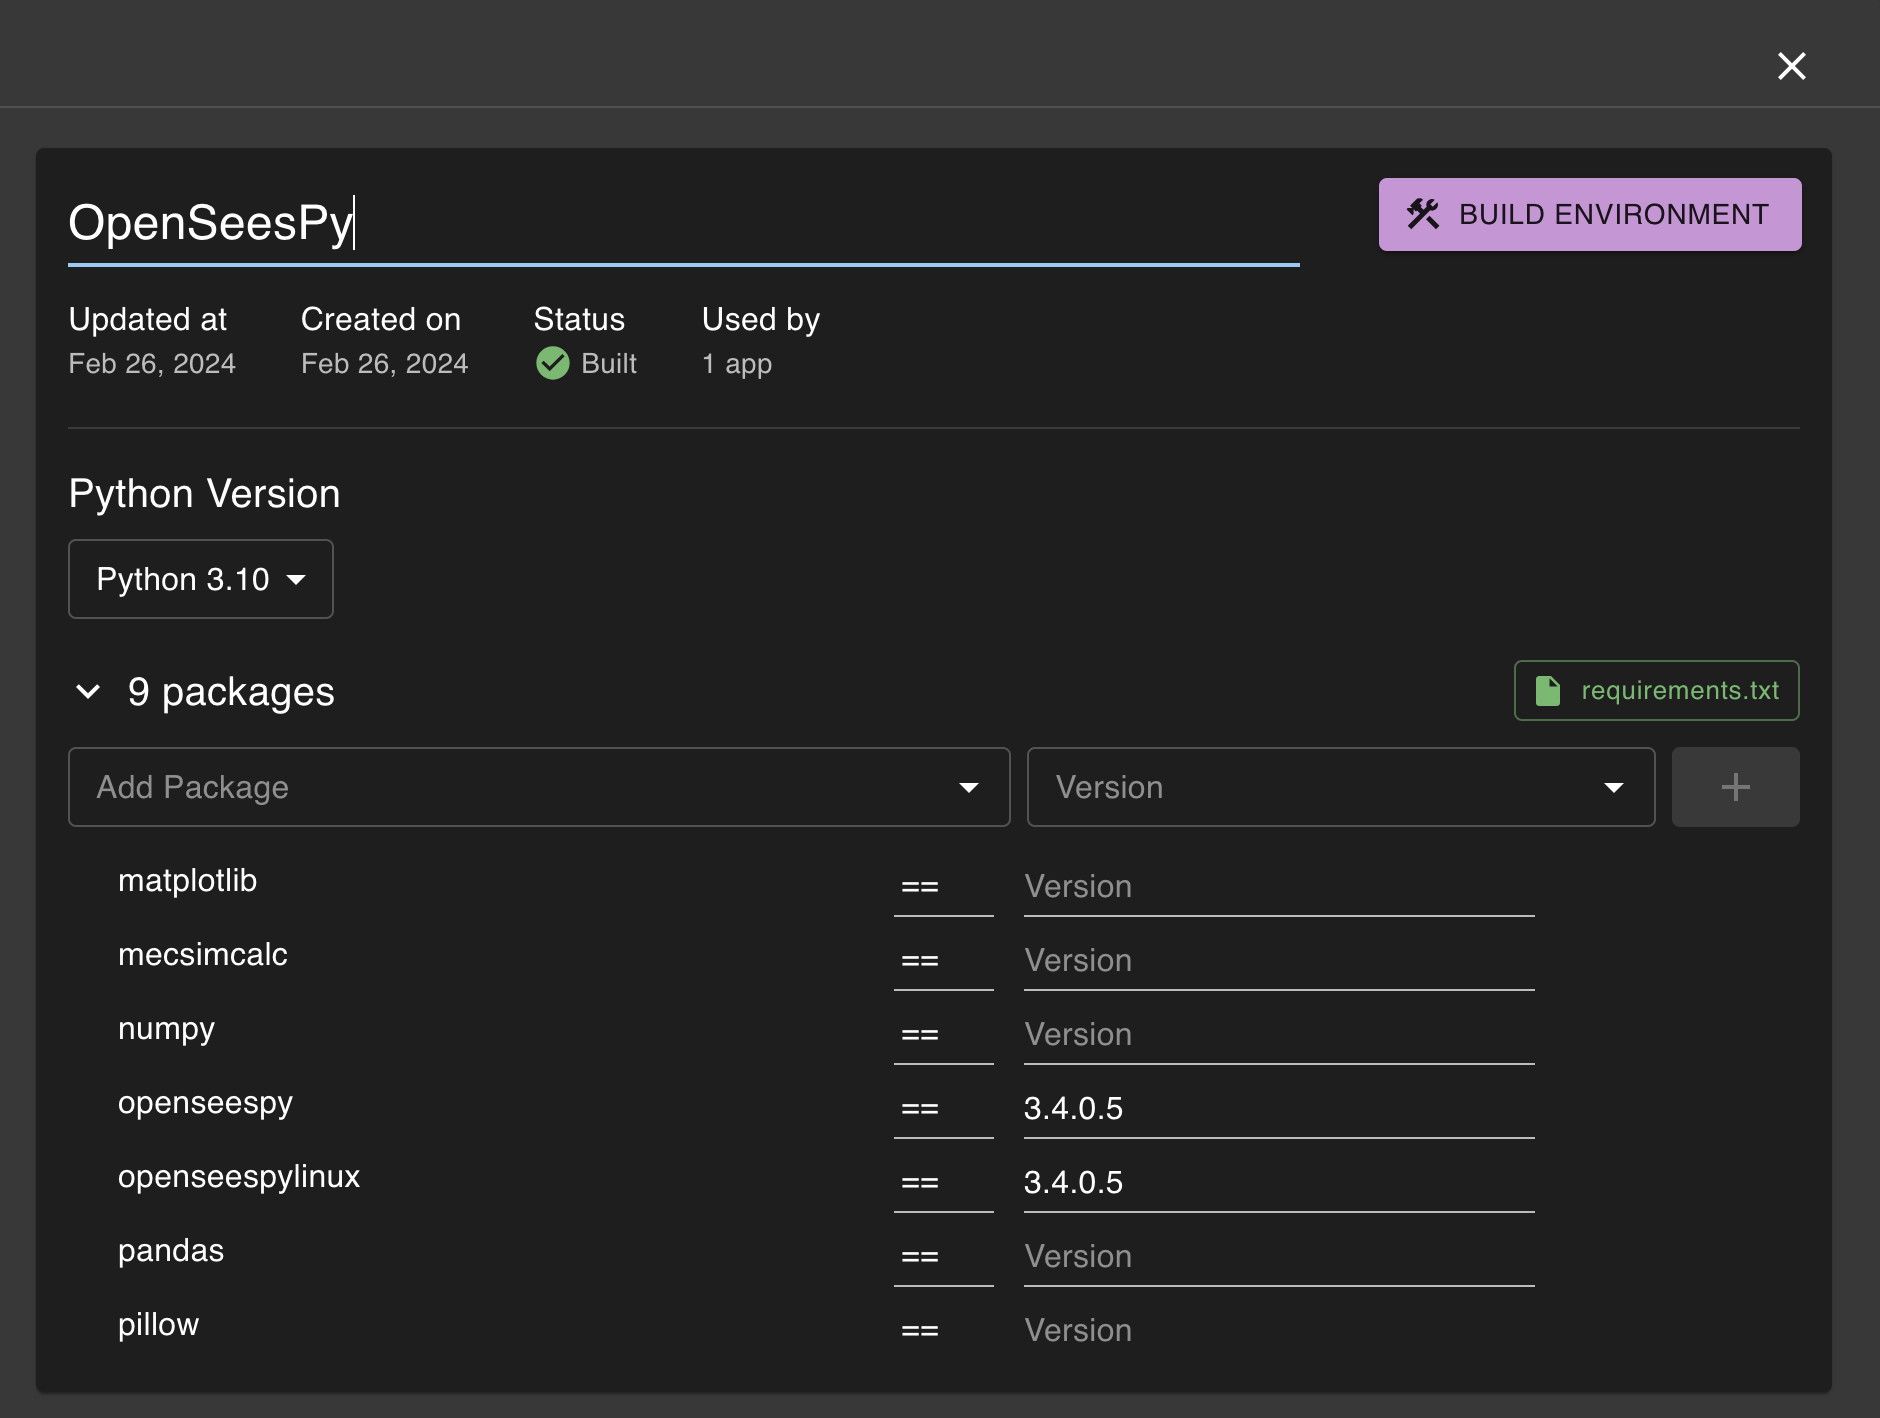 OpenSeesPy
BUILD ENVIRONMENT
Updated at Created on Status Used by
Feb 26, 2024 Feb 26, 2024 Built 1 app
Python Version
Python 3.10
9 packages
requirements.txt
Add Package Version +
matplotlib == Version
mecsimcalc == Version
numpy == Version
openseespy == 3.4.0.5
openseespylinux == 3.4.0.5
pandas == Version
pillow == Version